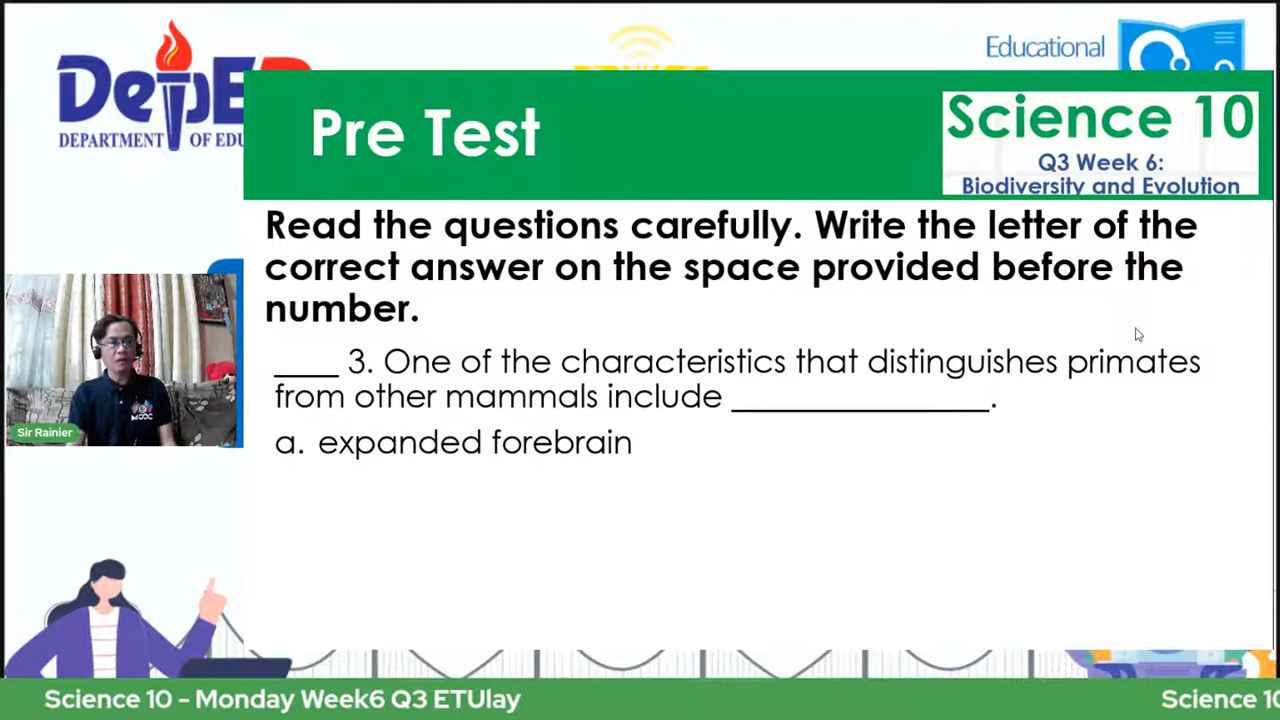 DepE
DEPARTMENT OF EDU
Educational
Pre Test
Science 10
Q3 Week 6:
Biodiversity and Evolution
Read the questions carefully. Write the letter of the
correct answer on the space provided before the
number.
____ 3. One of the characteristics that distinguishes primates
from other mammals include _______________.
a. expanded forebrain
Sir Rainier
Science 10 - Monday Week6 Q3 ETUlay
Science 10